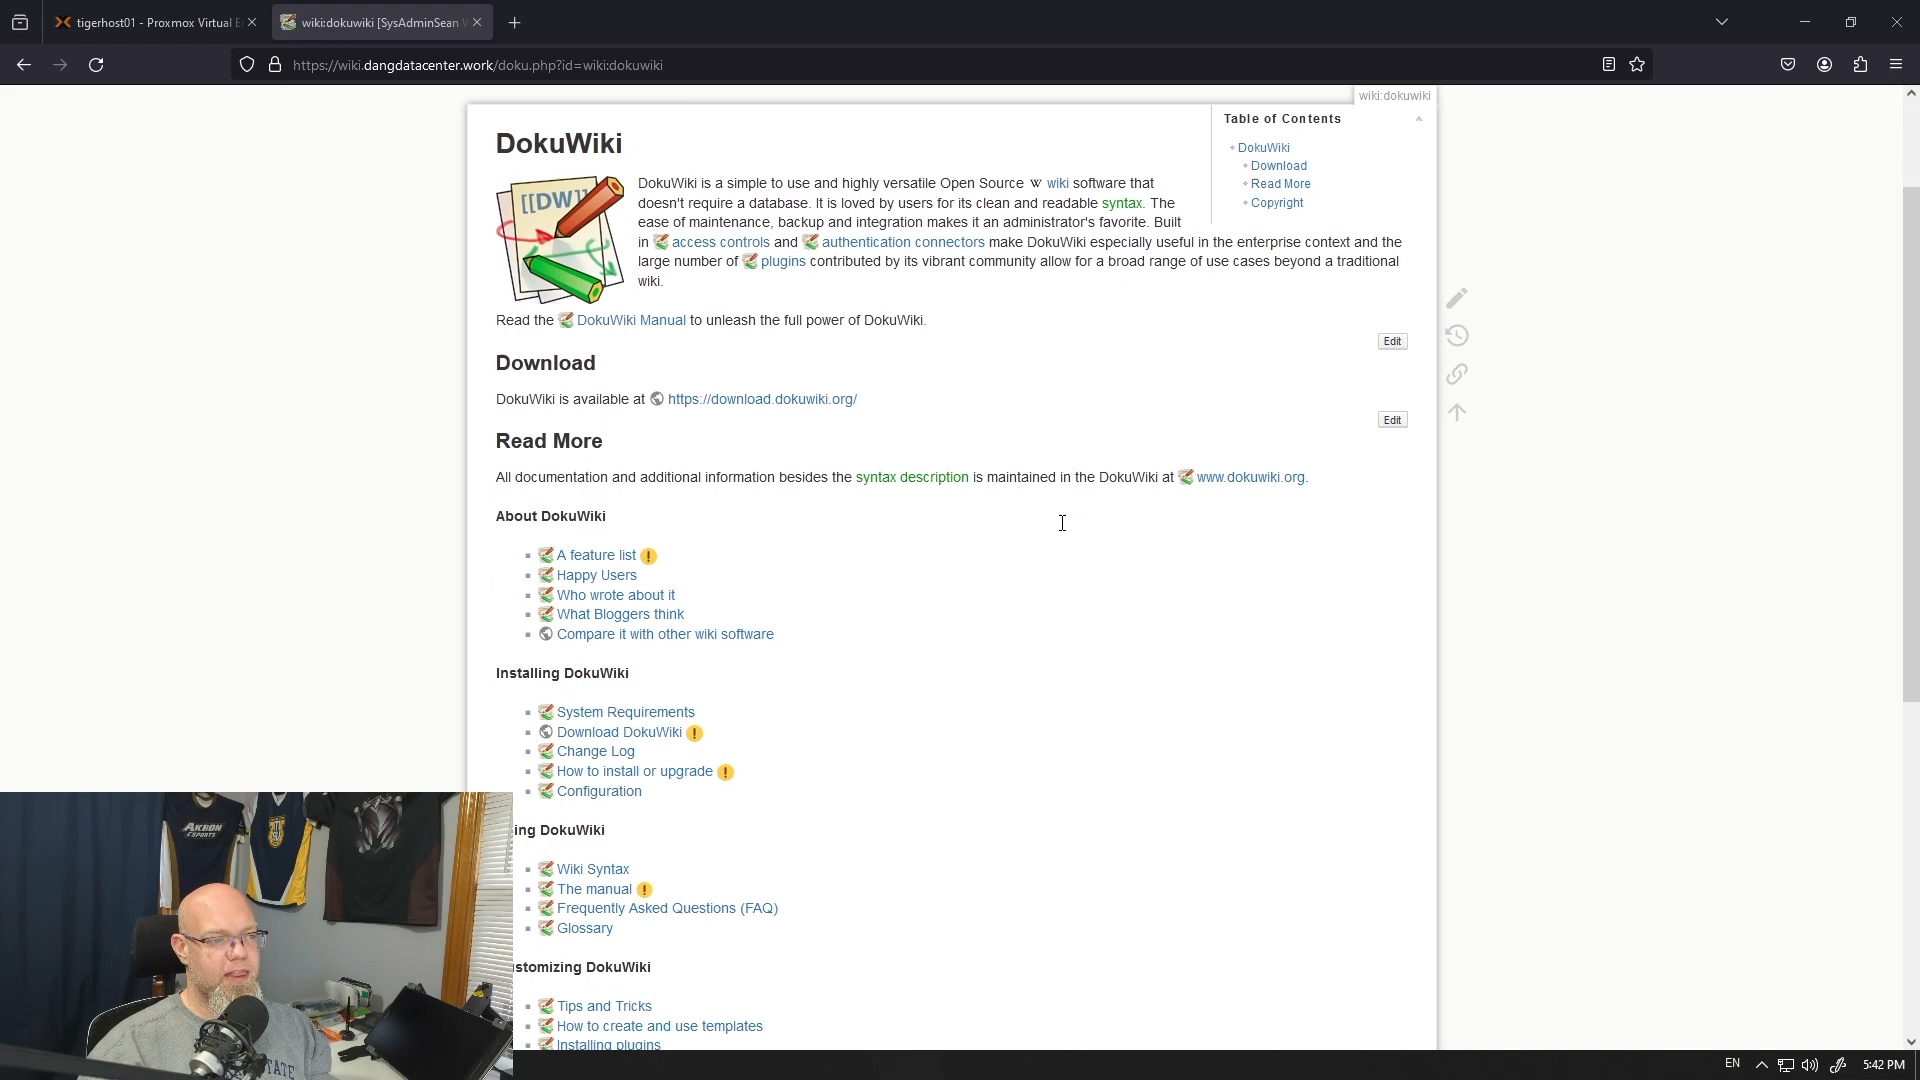 tigerhost01 - Proxmox Virtual E
wiki:dokuwiki [SysAdminSean W
https://wiki.dangdatacenter.work/doku.php?id=wiki:dokuwiki
wiki:dokuwiki
Table of Contents
DokuWiki
Download
Read More
Copyright
DokuWiki
[[DW]]
DokuWiki is a simple to use and highly versatile Open Source W wiki software that
doesn't require a database. It is loved by users for its clean and readable syntax. The
ease of maintenance, backup and integration makes it an administrator's favorite. Built
in access controls and authentication connectors make DokuWiki especially useful in the enterprise context and the
large number of plugins contributed by its vibrant community allow for a broad range of use cases beyond a traditional
wiki.
Read the DokuWiki Manual to unleash the full power of DokuWiki.
Edit
Download
DokuWiki is available at https://download.dokuwiki.org/
Edit
Read More
All documentation and additional information besides the syntax description is maintained in the DokuWiki at www.dokuwiki.org.
About DokuWiki
A feature list
Happy Users
Who wrote about it
What Bloggers think
Compare it with other wiki software
Installing DokuWiki
System Requirements
Download DokuWiki
Change Log
How to install or upgrade
Configuration
ing DokuWiki
Wiki Syntax
The manual
Frequently Asked Questions (FAQ)
Glossary
stomizing DokuWiki
Tips and Tricks
How to create and use templates
Installing plugins
AKRON
ESPORTS
STATE
EN
5:42 PM